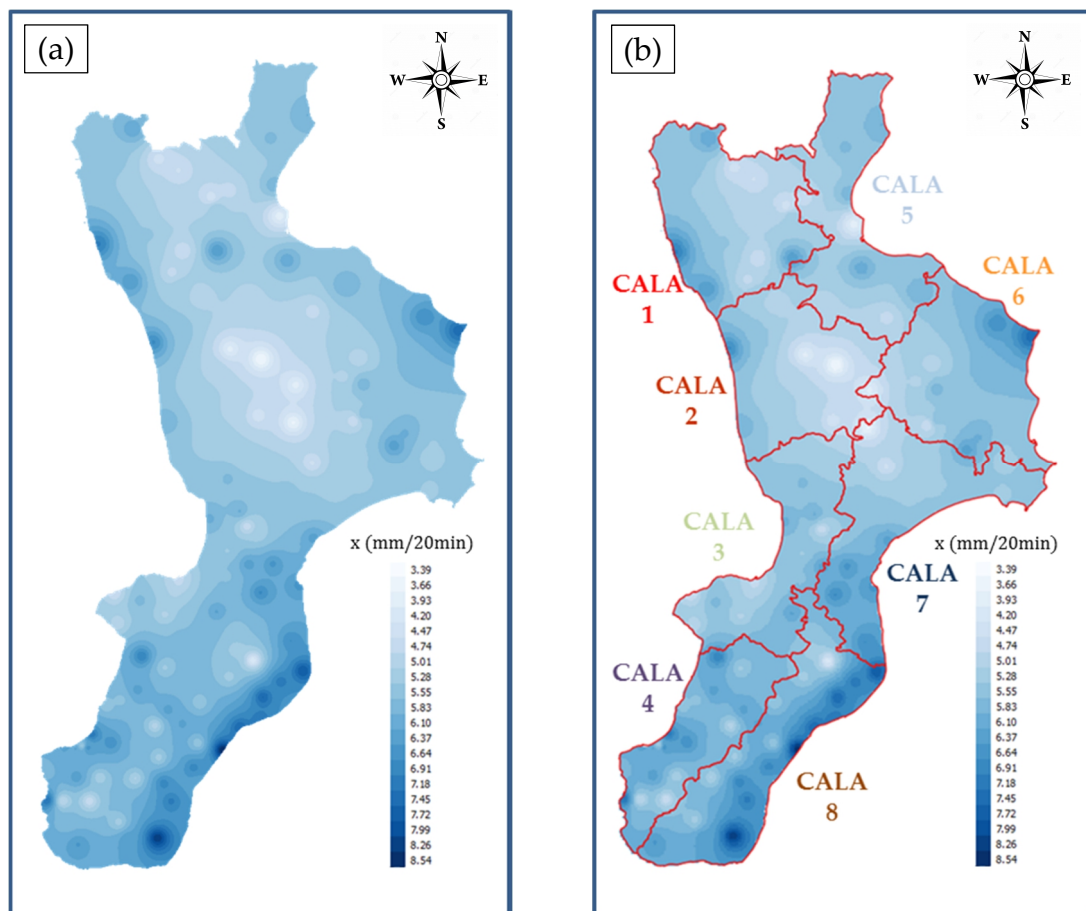 (a)
N
W E
S
x (mm/20min)
3.39
3.66
3.93
4.20
4.47
4.74
5.01
5.28
5.55
5.83
6.10
6.37
6.64
6.91
7.18
7.45
7.72
7.99
8.26
8.54
(b)
N
W E
S
CALA
5
CALA
6
CALA
1
CALA
2
CALA
3
x (mm/20min)
CALA
7
CALA
4
CALA
8
3.39
3.66
3.93
4.20
4.47
4.74
5.01
5.28
5.55
5.83
6.10
6.37
6.64
6.91
7.18
7.45
7.72
7.99
8.26
8.54